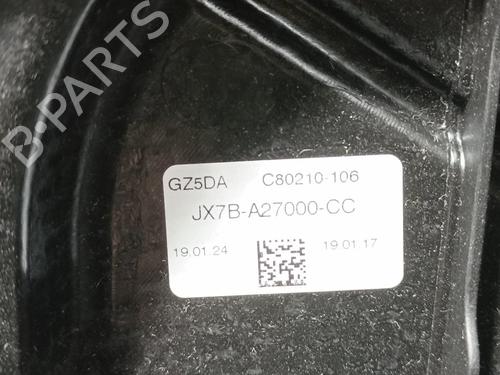 B-PARTS
GZ5DA C80210-106
JX7B-A27000-CC
19.01.24 19.01.17